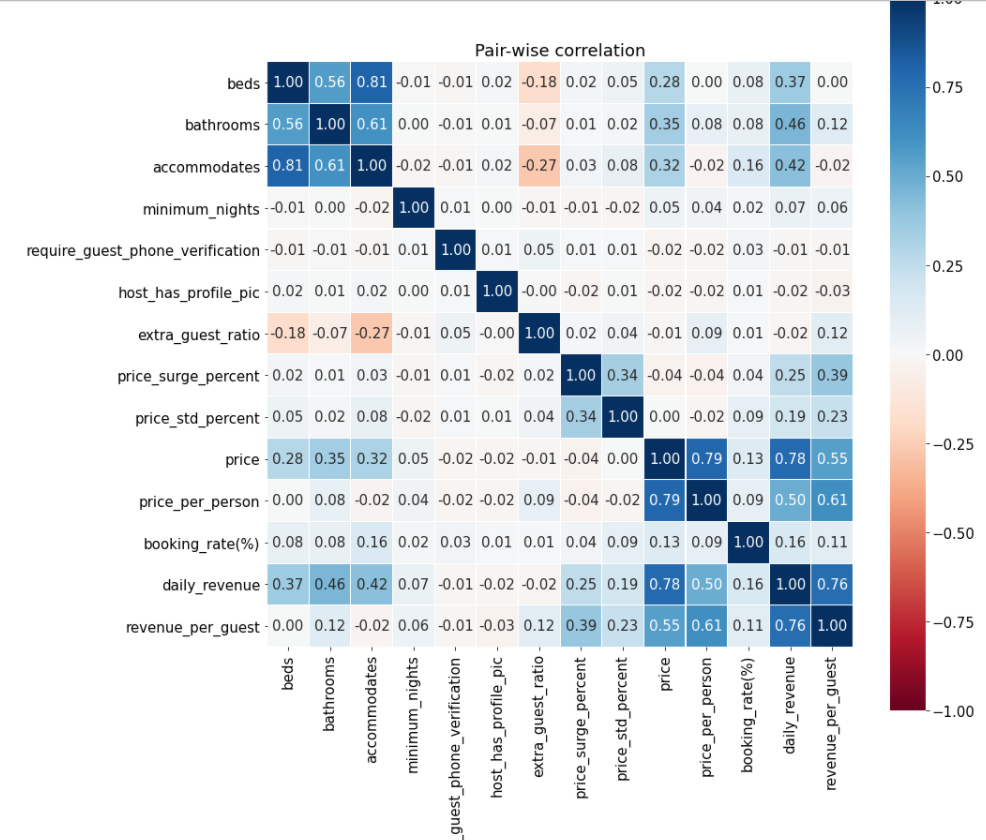 1.00
Pair-wise correlation
beds 1.00 0.56 0.81 -0.01 -0.01 0.02 -0.18 0.02 0.05 0.28 0.00 0.08 0.37 0.00
0.75
bathrooms 0.56 1.00 0.61 0.00 -0.01 0.01 -0.07 0.01 0.02 0.35 0.08 0.08 0.46 0.12
accommodates 0.81 0.61 1.00 -0.02 -0.01 0.02 -0.27 0.03 0.08 0.32 -0.02 0.16 0.42 -0.02
0.50
minimum_nights -0.01 0.00 -0.02 1.00 0.01 0.00 -0.01 -0.01 -0.02 0.05 0.04 0.02 0.07 0.06
require_guest_phone_verification -0.01 -0.01 -0.01 0.01 1.00 0.01 0.05 0.01 0.01 -0.02 -0.02 0.03 -0.01 -0.01
0.25
host_has_profile_pic 0.02 0.01 0.02 0.00 0.01 1.00 -0.00 -0.02 0.01 -0.02 -0.02 0.01 -0.02 -0.03
extra_guest_ratio -0.18 -0.07 -0.27 -0.01 0.05 -0.00 1.00 0.02 0.04 -0.01 0.09 0.01 -0.02 0.12
0.00
price_surge_percent 0.02 0.01 0.03 -0.01 0.01 -0.02 0.02 1.00 0.34 -0.04 -0.04 0.04 0.25 0.39
price_std_percent 0.05 0.02 0.08 -0.02 0.01 0.01 0.04 0.34 1.00 0.00 -0.02 0.09 0.19 0.23
−0.25
price 0.28 0.35 0.32 0.05 -0.02 -0.02 -0.01 -0.04 0.00 1.00 0.79 0.13 0.78 0.55
price_per_person 0.00 0.08 -0.02 0.04 -0.02 -0.02 0.09 -0.04 -0.02 0.79 1.00 0.09 0.50 0.61
−0.50
booking_rate(%) 0.08 0.08 0.16 0.02 0.03 0.01 0.01 0.04 0.09 0.13 0.09 1.00 0.16 0.11
daily_revenue 0.37 0.46 0.42 0.07 -0.01 -0.02 -0.02 0.25 0.19 0.78 0.50 0.16 1.00 0.76
−0.75
revenue_per_guest 0.00 0.12 -0.02 0.06 -0.01 -0.03 0.12 0.39 0.23 0.55 0.61 0.11 0.76 1.00
−1.00
beds
bathrooms
accommodates
minimum_nights
_guest_phone_verification
host_has_profile_pic
extra_guest_ratio
price_surge_percent
price_std_percent
price
price_per_person
booking_rate(%)
daily_revenue
revenue_per_guest